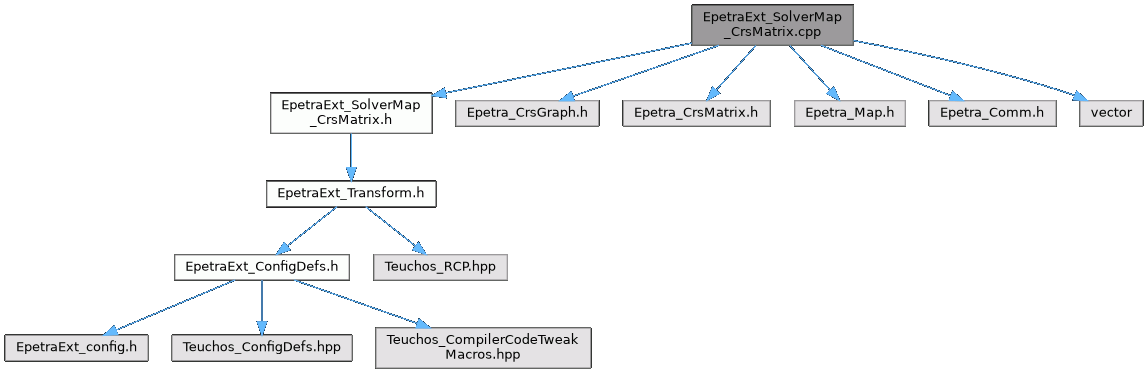 EpetraExt_SolverMap
_CrsMatrix.cpp
EpetraExt_SolverMap
_CrsMatrix.h
Epetra_CrsGraph.h
Epetra_CrsMatrix.h
Epetra_Map.h
Epetra_Comm.h
vector
EpetraExt_Transform.h
EpetraExt_ConfigDefs.h
Teuchos_RCP.hpp
EpetraExt_config.h
Teuchos_ConfigDefs.hpp
Teuchos_CompilerCodeTweak
Macros.hpp